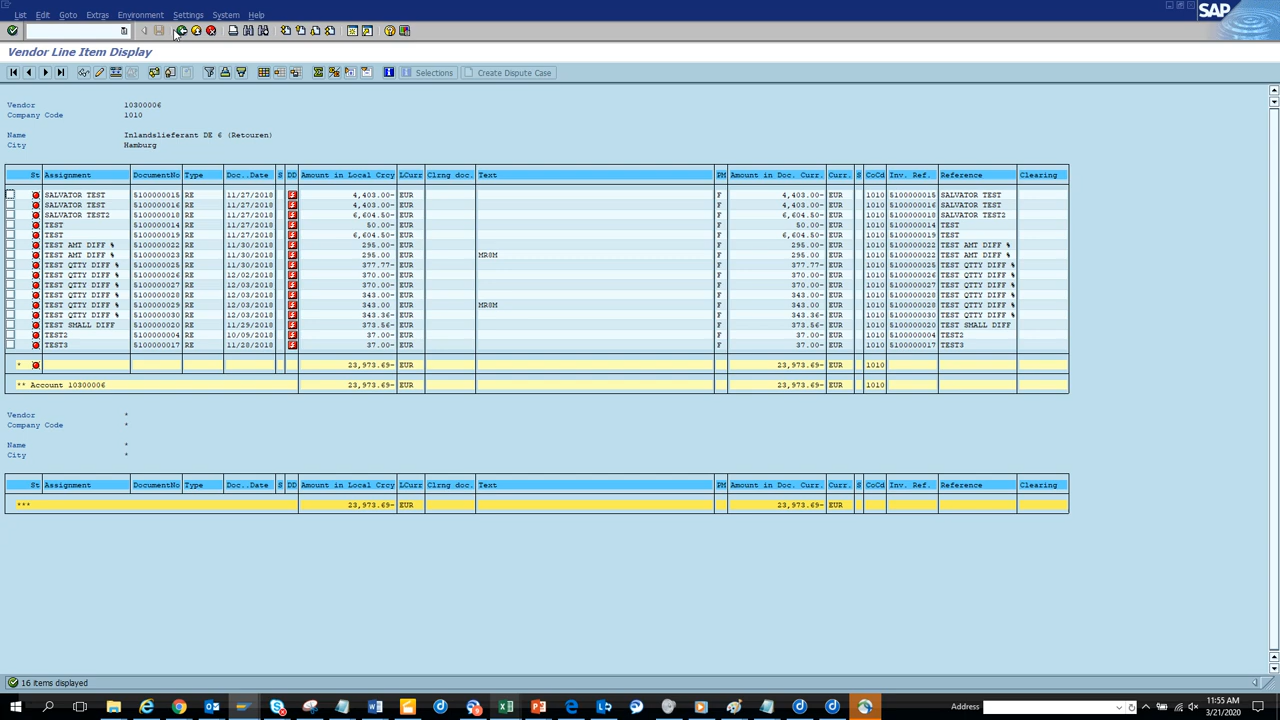 List Edit Goto Extras Environment Settings System Help
SAP
Vendor Line Item Display
Selections Create Dispute Case
Vendor 10300006
Company Code 1010
Name Inlandslieferant DE 6 (Retouren)
City Hamburg
St Assignment DocumentNo Type Doc..Date S DD Amount in Local Crcy LCurr Clrng doc. Text PM Amount in Doc. Curr. Curr. S CoCd Inv. Ref. Reference Clearing
SALVATOR TEST 5100000015 RE 11/27/2018 4,403.00- EUR F 4,403.00- EUR 1010 5100000015 SALVATOR TEST
SALVATOR TEST 5100000016 RE 11/27/2018 4,403.00- EUR F 4,403.00- EUR 1010 5100000016 SALVATOR TEST
SALVATOR TEST2 5100000018 RE 11/27/2018 6,604.50- EUR F 6,604.50- EUR 1010 5100000018 SALVATOR TEST2
TEST 5100000014 RE 11/27/2018 50.00- EUR F 50.00- EUR 1010 5100000014 TEST
TEST 5100000019 RE 11/27/2018 6,604.50- EUR F 6,604.50- EUR 1010 5100000019 TEST
TEST AMT DIFF % 5100000022 RE 11/30/2018 295.00- EUR F 295.00- EUR 1010 5100000022 TEST AMT DIFF %
TEST AMT DIFF % 5100000023 RE 11/30/2018 295.00 EUR MR8M F 295.00 EUR 1010 5100000023 TEST AMT DIFF %
TEST QTTY DIFF % 5100000025 RE 11/30/2018 377.77- EUR F 377.77- EUR 1010 5100000025 TEST QTTY DIFF %
TEST QTTY DIFF % 5100000026 RE 12/02/2018 370.00- EUR F 370.00- EUR 1010 5100000026 TEST QTTY DIFF %
TEST QTTY DIFF % 5100000027 RE 12/03/2018 370.00- EUR F 370.00- EUR 1010 5100000027 TEST QTTY DIFF %
TEST QTTY DIFF % 5100000028 RE 12/03/2018 343.00- EUR F 343.00- EUR 1010 5100000028 TEST QTTY DIFF %
TEST QTTY DIFF % 5100000029 RE 12/03/2018 343.00 EUR MR8M F 343.00 EUR 1010 5100000029 TEST QTTY DIFF %
TEST QTTY DIFF % 5100000030 RE 12/03/2018 343.36- EUR F 343.36- EUR 1010 5100000030 TEST QTTY DIFF %
TEST SMALL DIFF 5100000020 RE 11/29/2018 373.56- EUR F 373.56- EUR 1010 5100000020 TEST SMALL DIFF
TEST2 5100000004 RE 10/09/2018 37.00- EUR F 37.00- EUR 1010 5100000004 TEST2
TEST3 5100000017 RE 11/28/2018 37.00- EUR F 37.00- EUR 1010 5100000017 TEST3
* 23,973.69- EUR 23,973.69- EUR 1010
** Account 10300006 23,973.69- EUR 23,973.69- EUR 1010
Vendor *
Company Code *
Name *
City *
St Assignment DocumentNo Type Doc..Date S DD Amount in Local Crcy LCurr Clrng doc. Text PM Amount in Doc. Curr. Curr. S CoCd Inv. Ref. Reference Clearing
*** 23,973.69- EUR 23,973.69- EUR
16 items displayed
Address
11:55 AM
3/21/2020